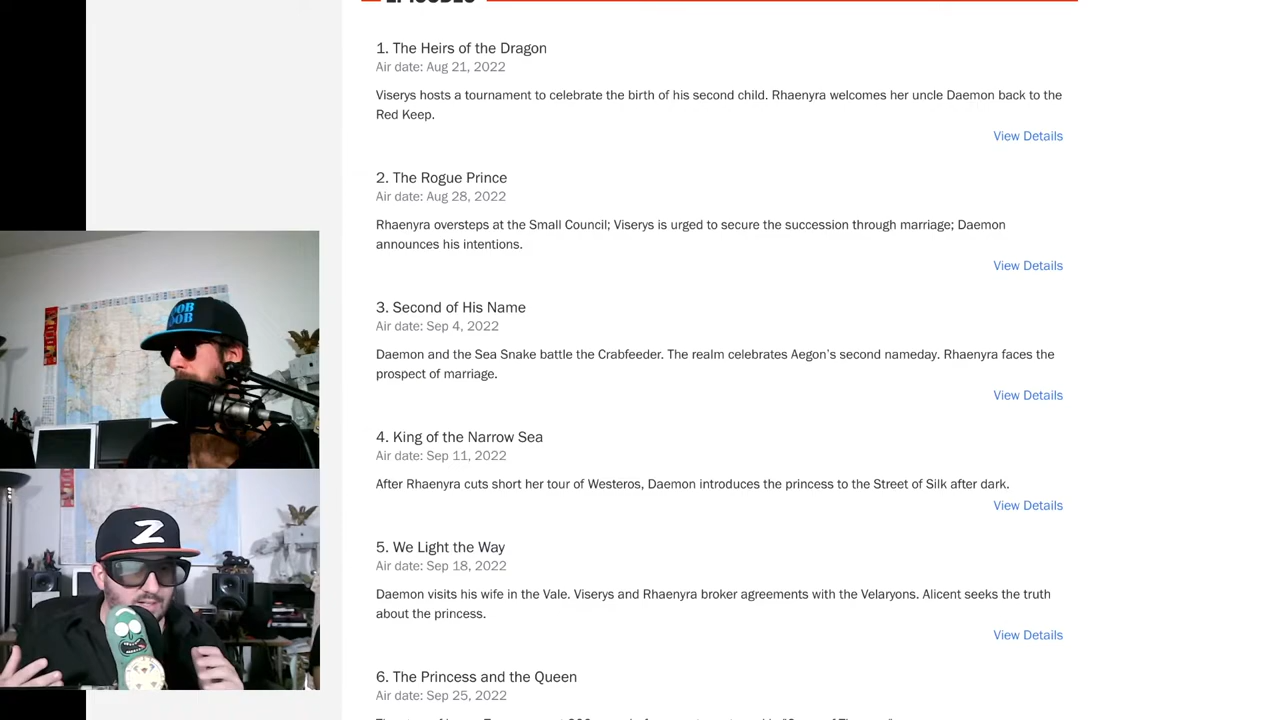 EPISODES
1. The Heirs of the Dragon
Air date: Aug 21, 2022
Viserys hosts a tournament to celebrate the birth of his second child. Rhaenyra welcomes her uncle Daemon back to the
Red Keep.
View Details
2. The Rogue Prince
Air date: Aug 28, 2022
Rhaenyra oversteps at the Small Council; Viserys is urged to secure the succession through marriage; Daemon
announces his intentions.
View Details
3. Second of His Name
Air date: Sep 4, 2022
Daemon and the Sea Snake battle the Crabfeeder. The realm celebrates Aegon's second nameday. Rhaenyra faces the
prospect of marriage.
View Details
4. King of the Narrow Sea
Air date: Sep 11, 2022
After Rhaenyra cuts short her tour of Westeros, Daemon introduces the princess to the Street of Silk after dark.
View Details
5. We Light the Way
Air date: Sep 18, 2022
Daemon visits his wife in the Vale. Viserys and Rhaenyra broker agreements with the Velaryons. Alicent seeks the truth
about the princess.
View Details
6. The Princess and the Queen
Air date: Sep 25, 2022
Z